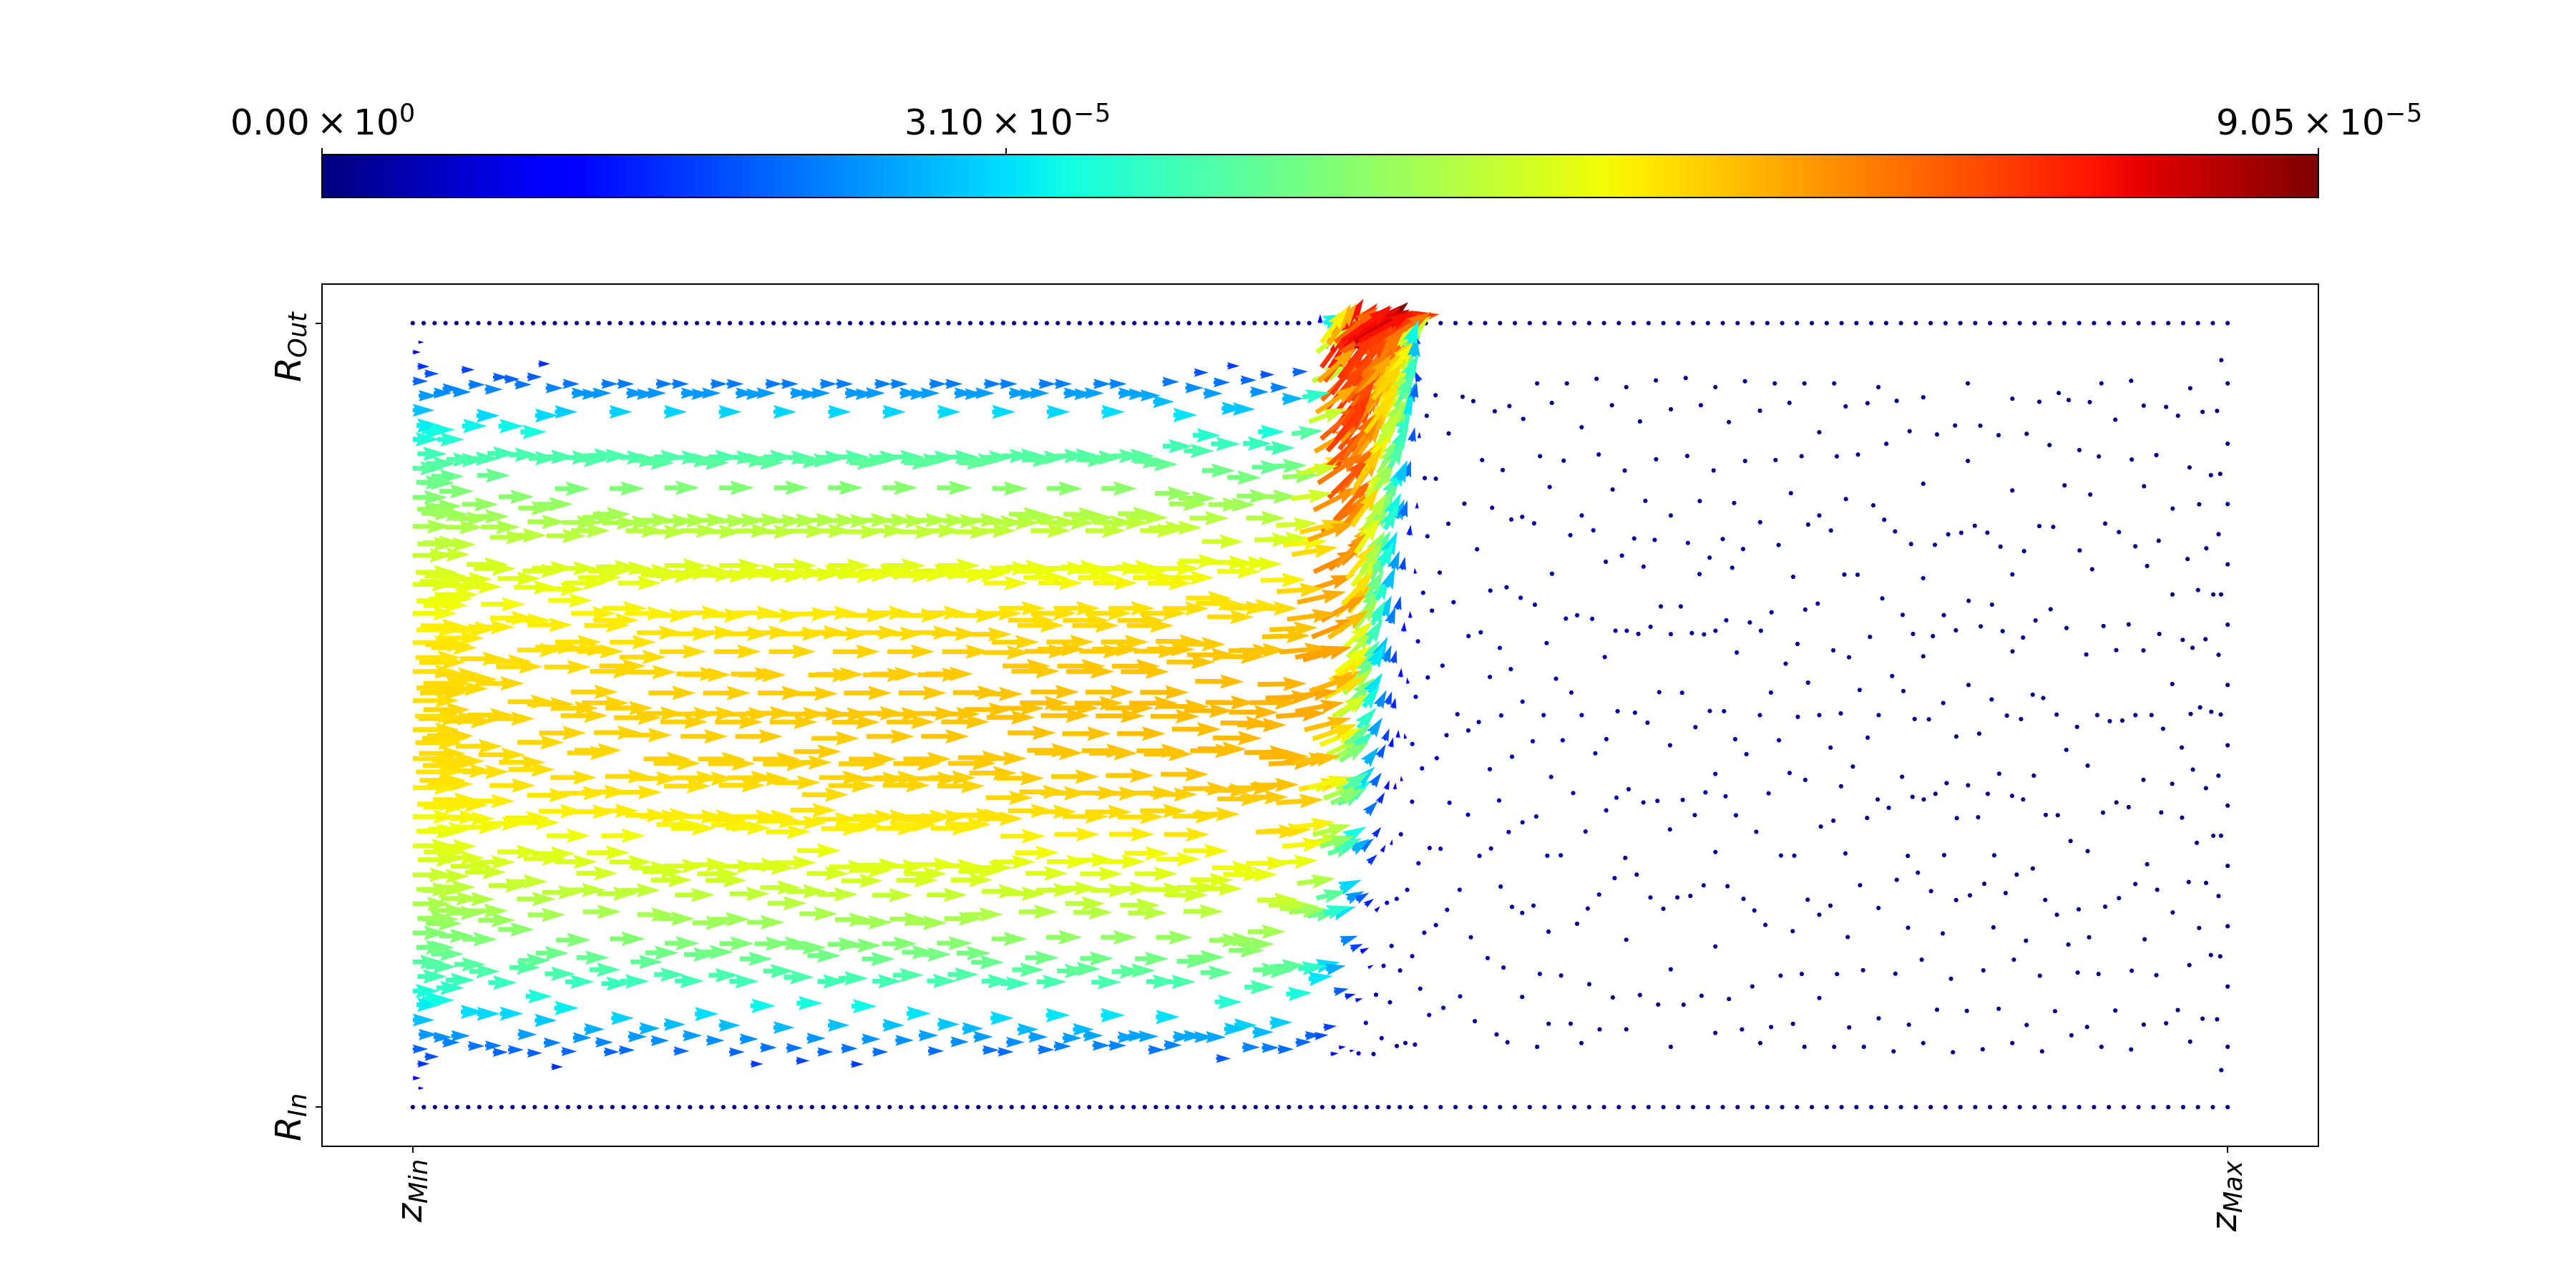 0.00 × 10⁰ 3.10 × 10⁻⁵ 9.05 × 10⁻⁵
R_Out
R_In
z_Min z_Max